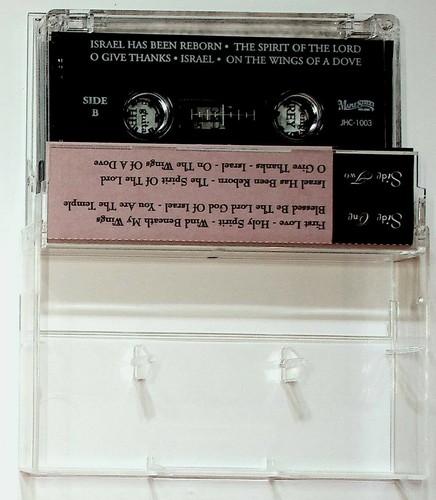 ISRAEL HAS BEEN REBORN • THE SPIRIT OF THE LORD
O GIVE THANKS • ISRAEL • ON THE WINGS OF A DOVE
SIDE
B
MAPLE STREET
JHC-1003
Side One
First Love - Holy Spirit - Wind Beneath My Wings
Blessed Be The Lord God Of Israel - You Are The Temple
Side Two
Israel Has Been Reborn - The Spirit Of The Lord
O Give Thanks - Israel - On The Wings Of A Dove